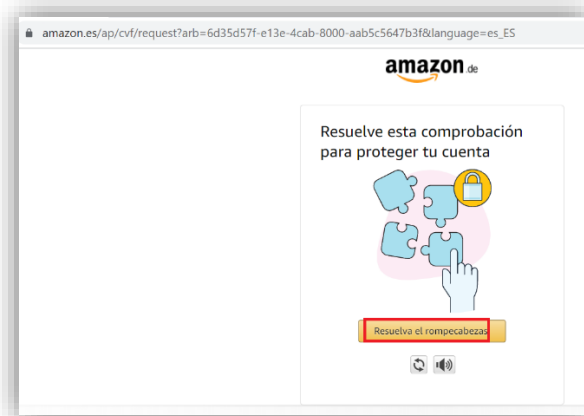 amazon.es/ap/cvf/request?arb=6d35d57f-e13e-4cab-8000-aab5c5647b3f&language=es_ES
amazon.de
Resuelve esta comprobación
para proteger tu cuenta
Resuelva el rompecabezas